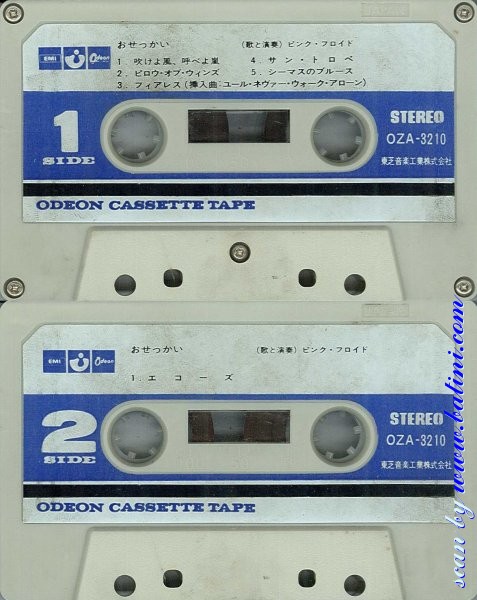 EMI Odeon
おせっかい (歌と演奏) ピンク・フロイド
1 吹けよ風、呼べよ嵐 4 サン・トロペ
2. ピロウ・オブ・ウィンズ 5. シーマスのブルース
3. フィアレス (挿入曲:ユール・ネヴァー・ウォーク・アローン)
1
SIDE
STEREO
OZA-3210
東芝音楽工業株式会社
ODEON CASSETTE TAPE
EMI Odeon
おせっかい (歌と演奏) ピンク・フロイド
1. エコーズ
2
SIDE
STEREO
OZA-3210
東芝音楽工業株式会社
ODEON CASSETTE TAPE
scan by www.batini.com